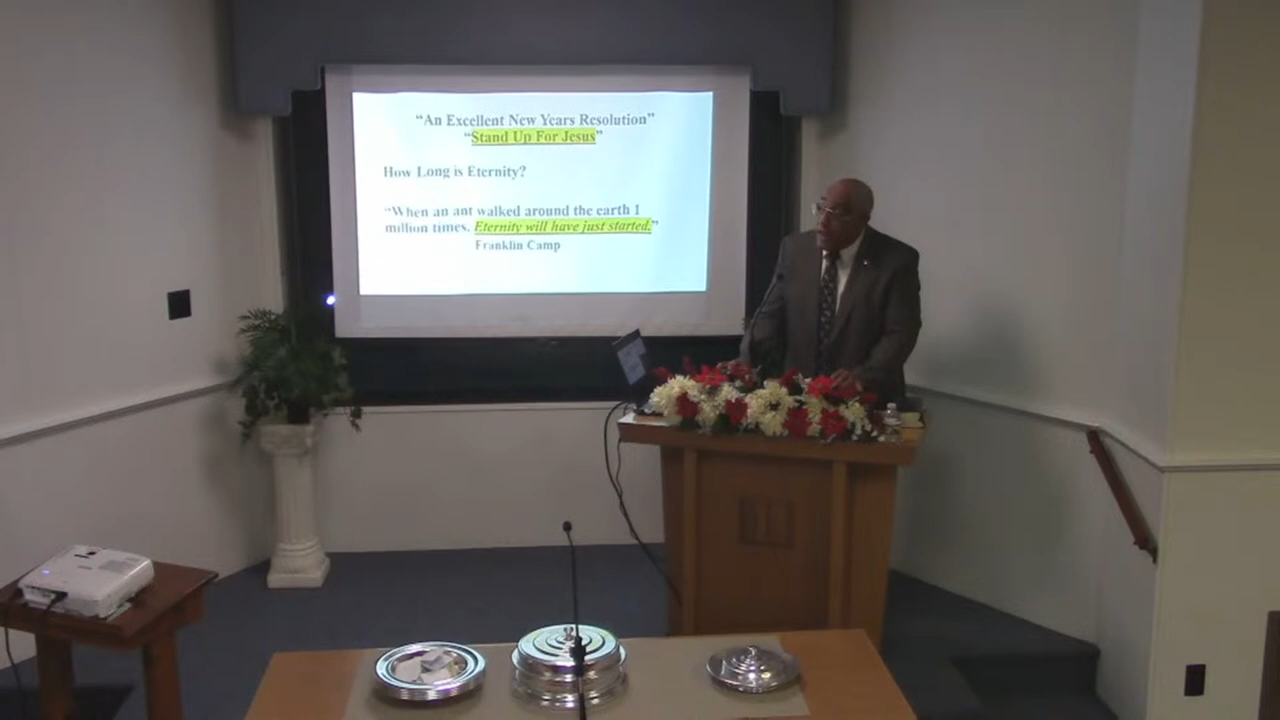 “An Excellent New Years Resolution”
“Stand Up For Jesus”
How Long is Eternity?
“When an ant walked around the earth 1
million times. Eternity will have just started.”
Franklin Camp